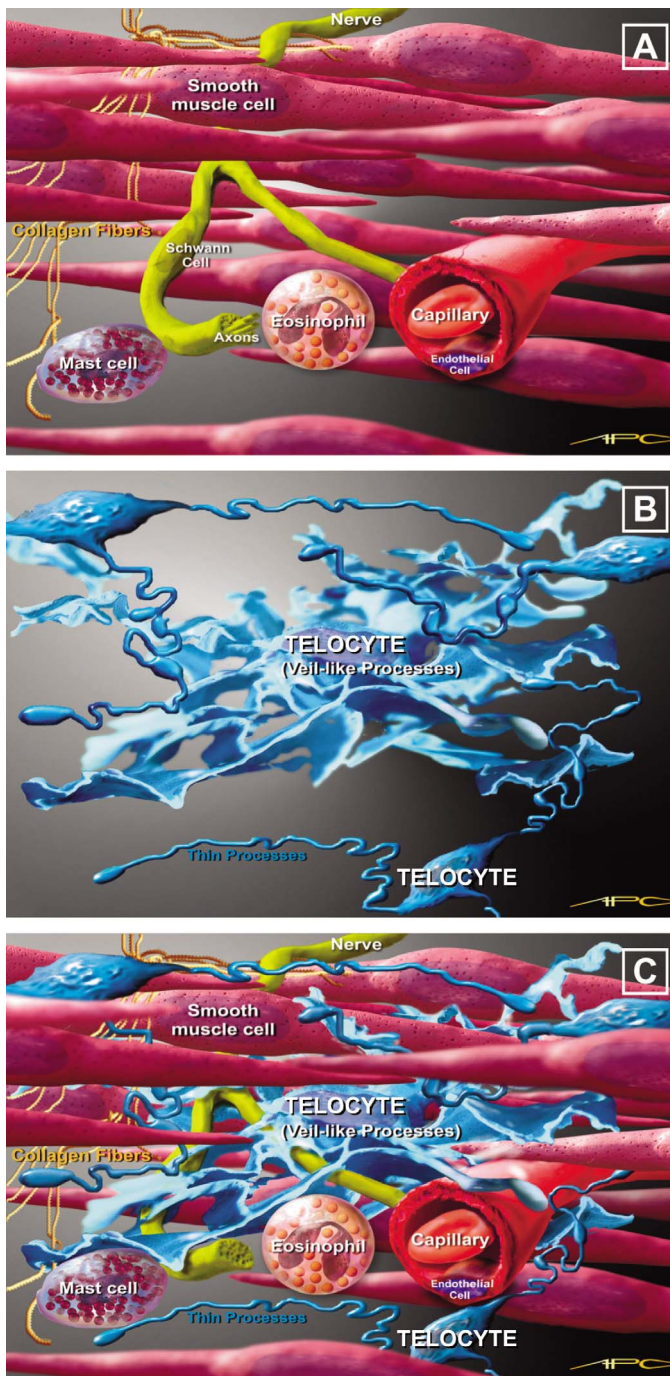 Nerve
A
Smooth
muscle cell
Collagen Fibers
Schwann
Cell
Axons
Eosinophil
Capillary
Mast cell
Endothelial
Cell
APC
B
TELOCYTE
(Veil-like Processes)
Thin Processes
TELOCYTE
APC
Nerve
C
Smooth
muscle cell
TELOCYTE
(Veil-like Processes)
Collagen Fibers
Eosinophil
Capillary
Mast cell
Endothelial
Cell
Thin Processes
TELOCYTE
APC